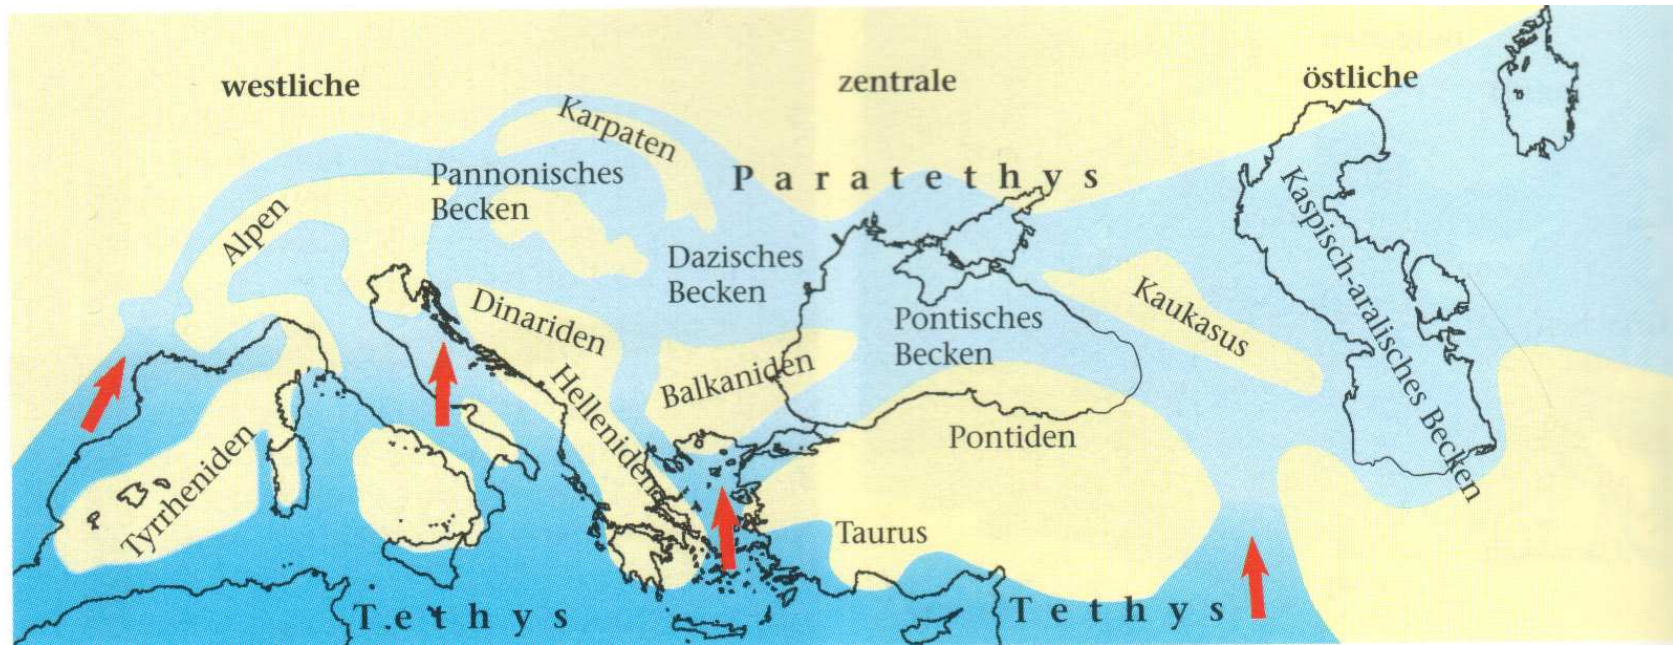 westliche
zentrale
östliche
Karpaten
Pannonisches
Becken
Paratethys
Alpen
Dazisches
Becken
Kaspisch-aralisches Becken
Dinariden
Pontisches
Becken
Kaukasus
Balkaniden
Helleniden
Pontiden
Tyrrheniden
Taurus
Tethys
Tethys